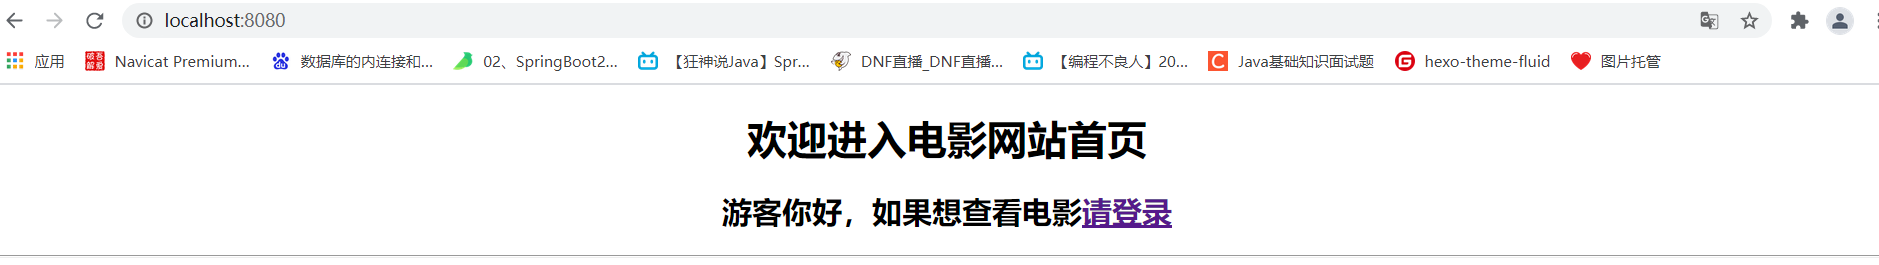 localhost:8080
应用 Navicat Premium... 数据库的内连接和... 02、SpringBoot2... 【狂神说Java】Spr... DNF直播_DNF直播... 【编程不良人】20... Java基础知识面试题 hexo-theme-fluid 图片托管
欢迎进入电影网站首页
游客你好，如果想查看电影请登录